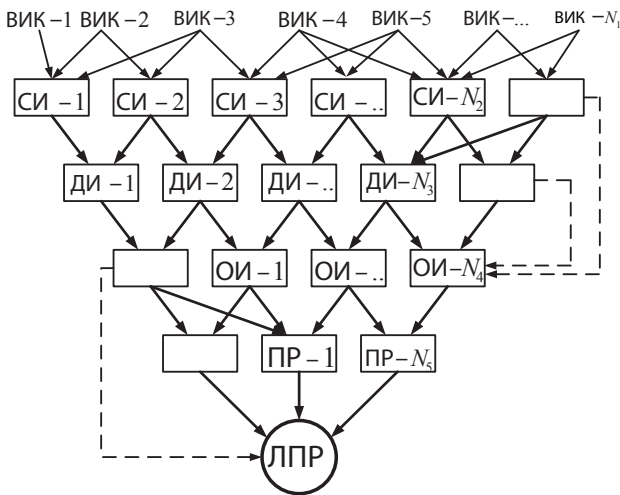 ВИК–1 ВИК–2 ВИК–3 ВИК–4 ВИК–5 ВИК–... ВИК–N₁
СИ –1 СИ –2 СИ –3 СИ –.. СИ–N₂
ДИ –1 ДИ –2 ДИ –.. ДИ–N₃
ОИ –1 ОИ –.. ОИ–N₄
ПР –1 ПР–N₅
ЛПР